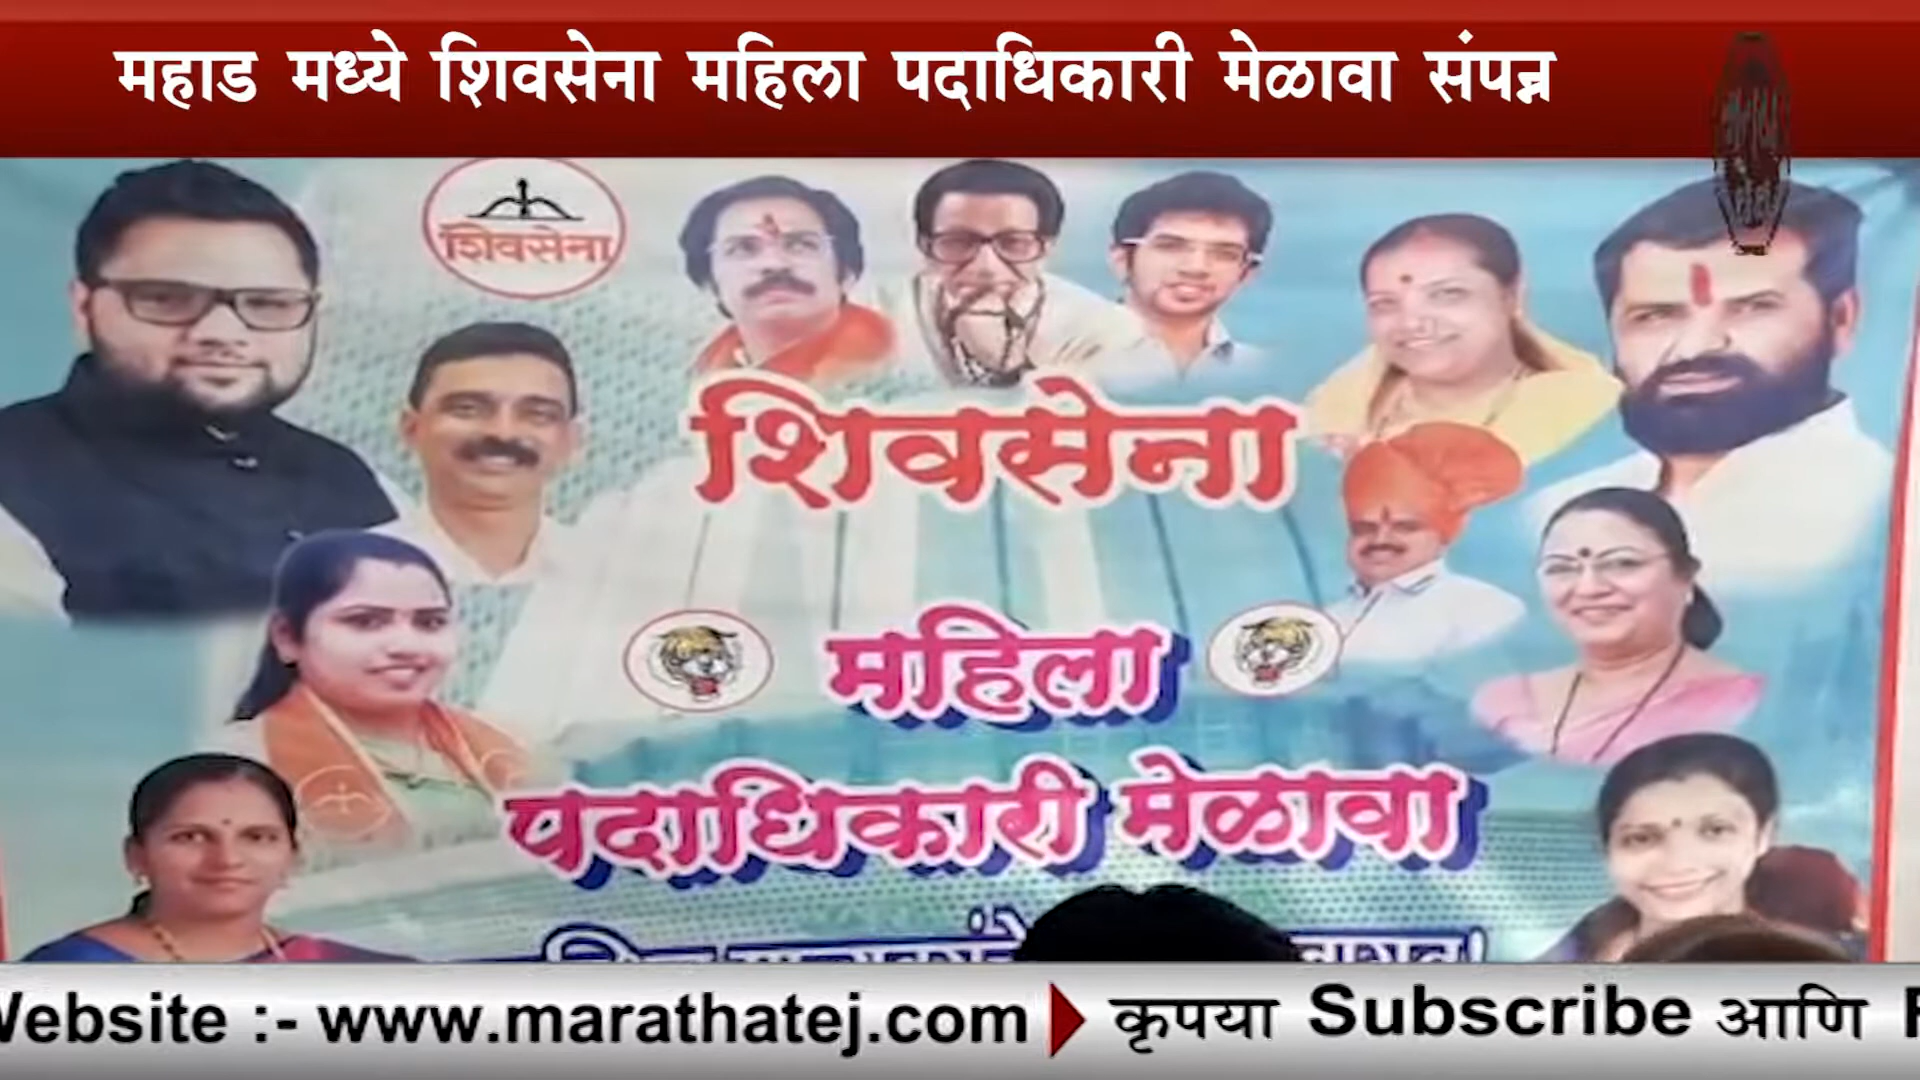 महाड मध्ये शिवसेना महिला पदाधिकारी मेळावा संपन्न
शिवसेना
शिवसेना
महिला
पदाधिकारी मेळावा
Website :- www.marathatej.com कृपया Subscribe आणि